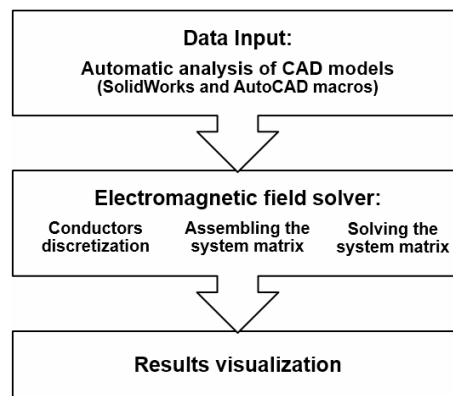 Data Input:
Automatic analysis of CAD models
(SolidWorks and AutoCAD macros)
Electromagnetic field solver:
Conductors discretization
Assembling the system matrix
Solving the system matrix
Results visualization